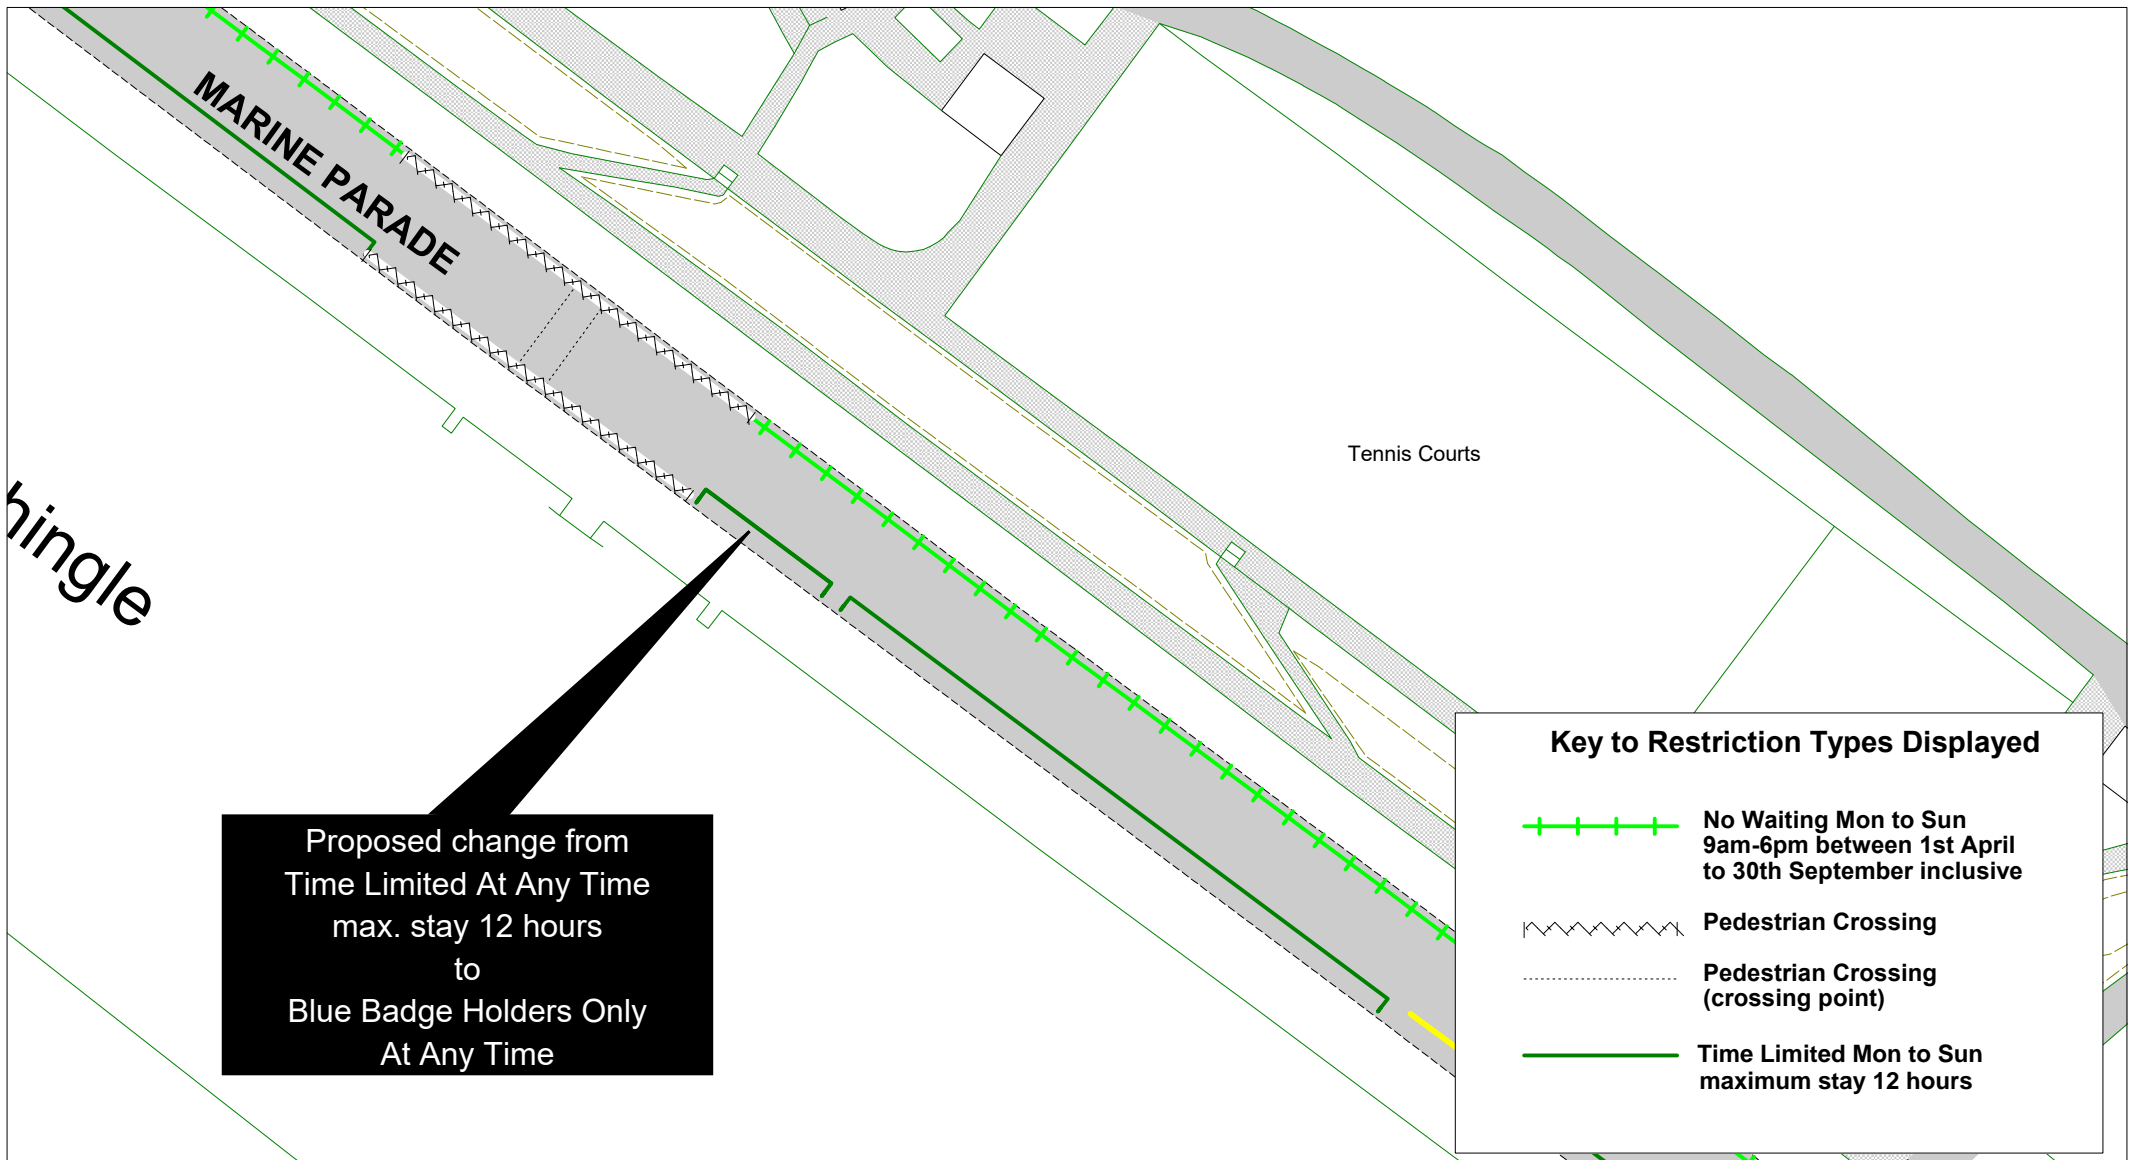 MARINE PARADE
Tennis Courts
hingle
Proposed change from
Time Limited At Any Time
max. stay 12 hours
to
Blue Badge Holders Only
At Any Time
Key to Restriction Types Displayed
No Waiting Mon to Sun
9am-6pm between 1st April
to 30th September inclusive
Pedestrian Crossing
Pedestrian Crossing
(crossing point)
Time Limited Mon to Sun
maximum stay 12 hours